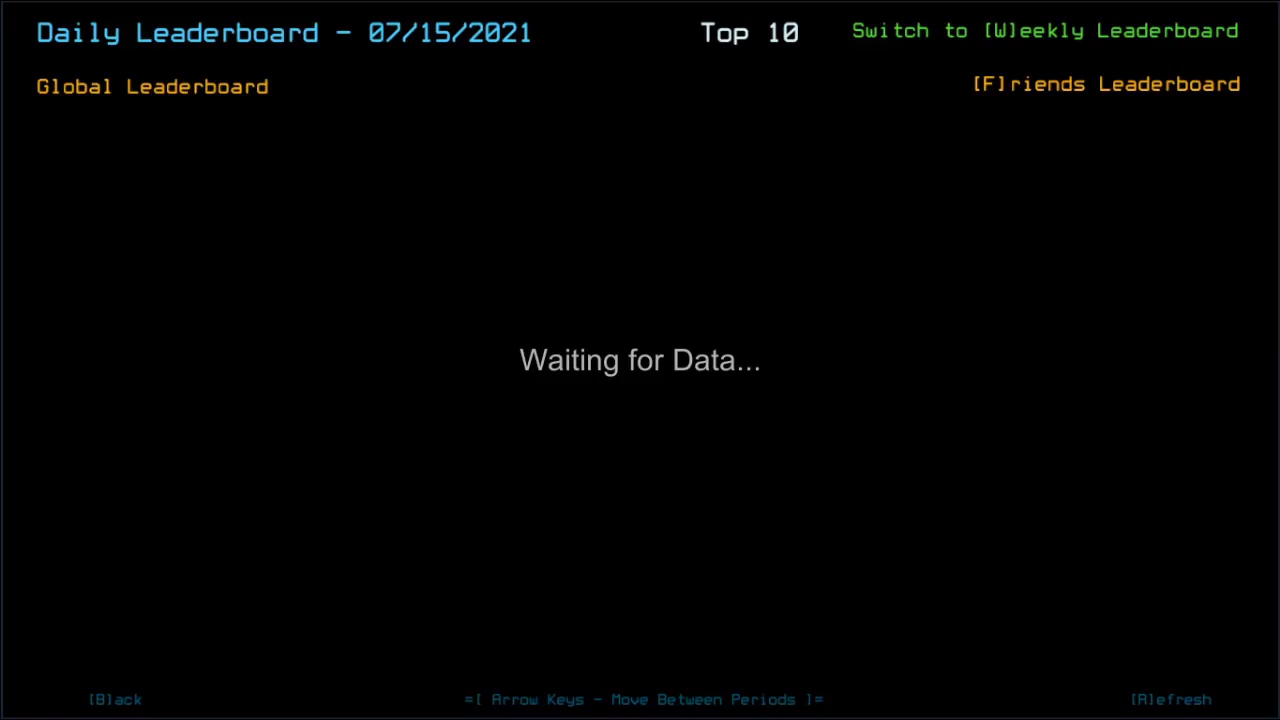 Daily Leaderboard - 07/15/2021
Top 10
Switch to [W]eekly Leaderboard
Global Leaderboard
[F]riends Leaderboard
Waiting for Data...
[B]ack
=[ Arrow Keys - Move Between Periods ]=
[R]efresh